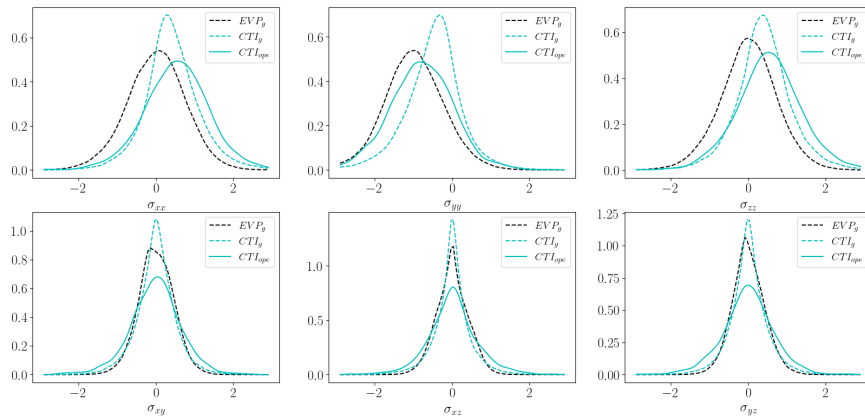 EVP_g
CTI_g
CTI_ope
0.6
0.4
0.2
0.0
−2 0 2
σ_xx
EVP_g
CTI_g
CTI_ope
0.6
0.4
0.2
0.0
−2 0 2
σ_yy
EVP_g
CTI_g
CTI_ope
0.6
0.4
0.2
0.0
−2 0 2
σ_zz
EVP_g
CTI_g
CTI_ope
1.0
0.8
0.6
0.4
0.2
0.0
−2 0 2
σ_xy
EVP_g
CTI_g
CTI_ope
1.0
0.5
0.0
−2 0 2
σ_xz
EVP_g
CTI_g
CTI_ope
1.25
1.00
0.75
0.50
0.25
0.00
−2 0 2
σ_yz